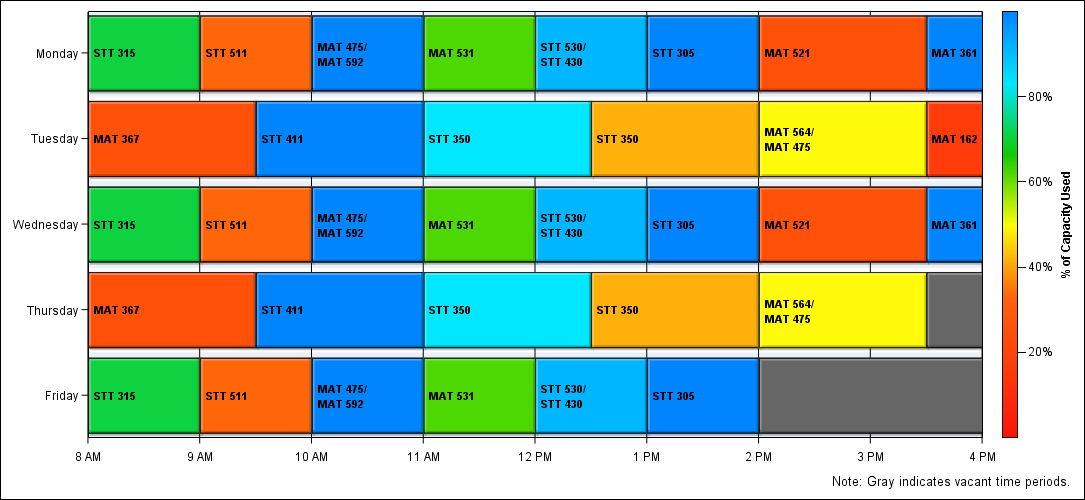 Monday
STT 315
STT 511
MAT 475/
MAT 592
MAT 531
STT 530/
STT 430
STT 305
MAT 521
MAT 361
Tuesday
MAT 367
STT 411
STT 350
STT 350
MAT 564/
MAT 475
MAT 162
Wednesday
STT 315
STT 511
MAT 475/
MAT 592
MAT 531
STT 530/
STT 430
STT 305
MAT 521
MAT 361
Thursday
MAT 367
STT 411
STT 350
STT 350
MAT 564/
MAT 475
Friday
STT 315
STT 511
MAT 475/
MAT 592
MAT 531
STT 530/
STT 430
STT 305
8 AM
9 AM
10 AM
11 AM
12 PM
1 PM
2 PM
3 PM
4 PM
80%
60%
40%
20%
% of Capacity Used
Note: Gray indicates vacant time periods.